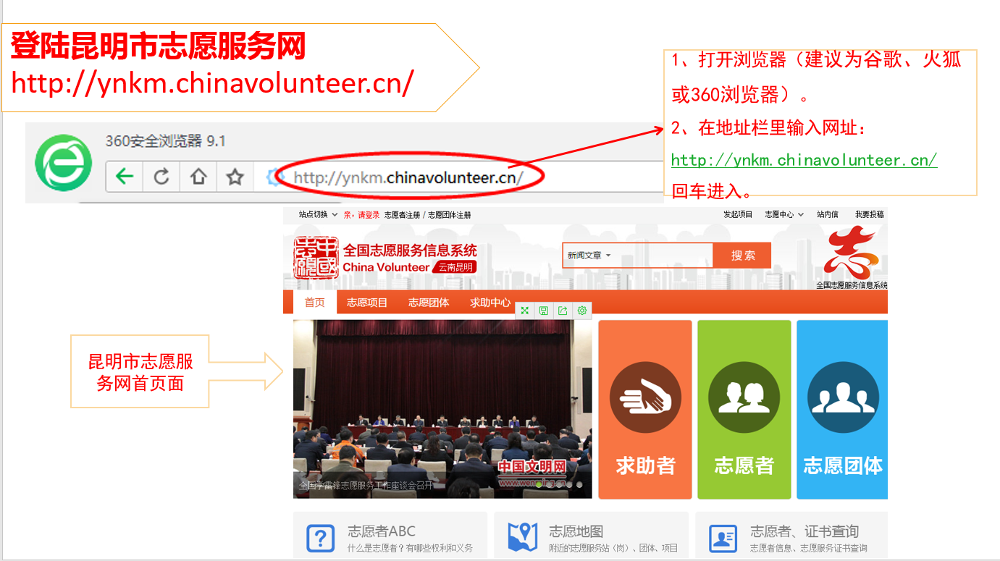 登陆昆明市志愿服务网
http://ynkm.chinavolunteer.cn/
1、打开浏览器（建议为谷歌、火狐
或360浏览器）。
2、在地址栏里输入网址：
http://ynkm.chinavolunteer.cn/
回车进入。
360安全浏览器 9.1
http://ynkm.chinavolunteer.cn/
站点切换 亲，请登录 志愿者注册 / 志愿团体注册 发起项目 志愿中心 站内信 我要投稿
中國志願
全国志愿服务信息系统
China Volunteer 云南昆明
新闻文章 搜索
全国志愿服务信息系统
首页 志愿项目 志愿团体 求助中心
昆明市志愿服
务网首页面
中国文明网
全国学雷锋志愿服务工作座谈会召开
求助者 志愿者 志愿团体
志愿者ABC
什么是志愿者？有哪些权利和义务
志愿地图
附近的志愿服务站（岗）、团体、项目
志愿者、证书查询
志愿者信息、志愿服务证书查询